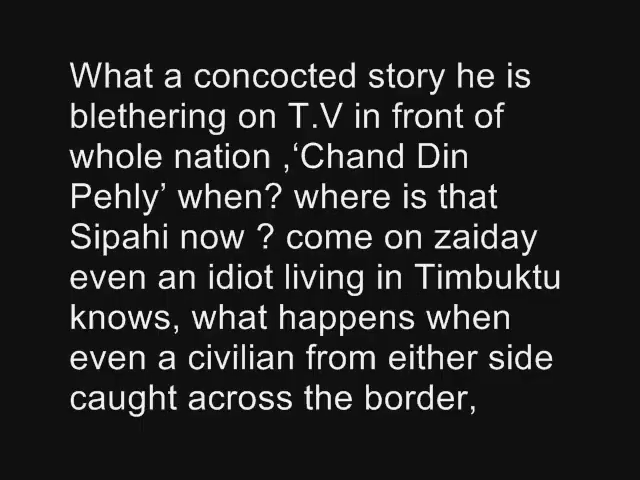 What a concocted story he is
blethering on T.V in front of
whole nation ,‘Chand Din
Pehly’ when? where is that
Sipahi now ? come on zaiday
even an idiot living in Timbuktu
knows, what happens when
even a civilian from either side
caught across the border,